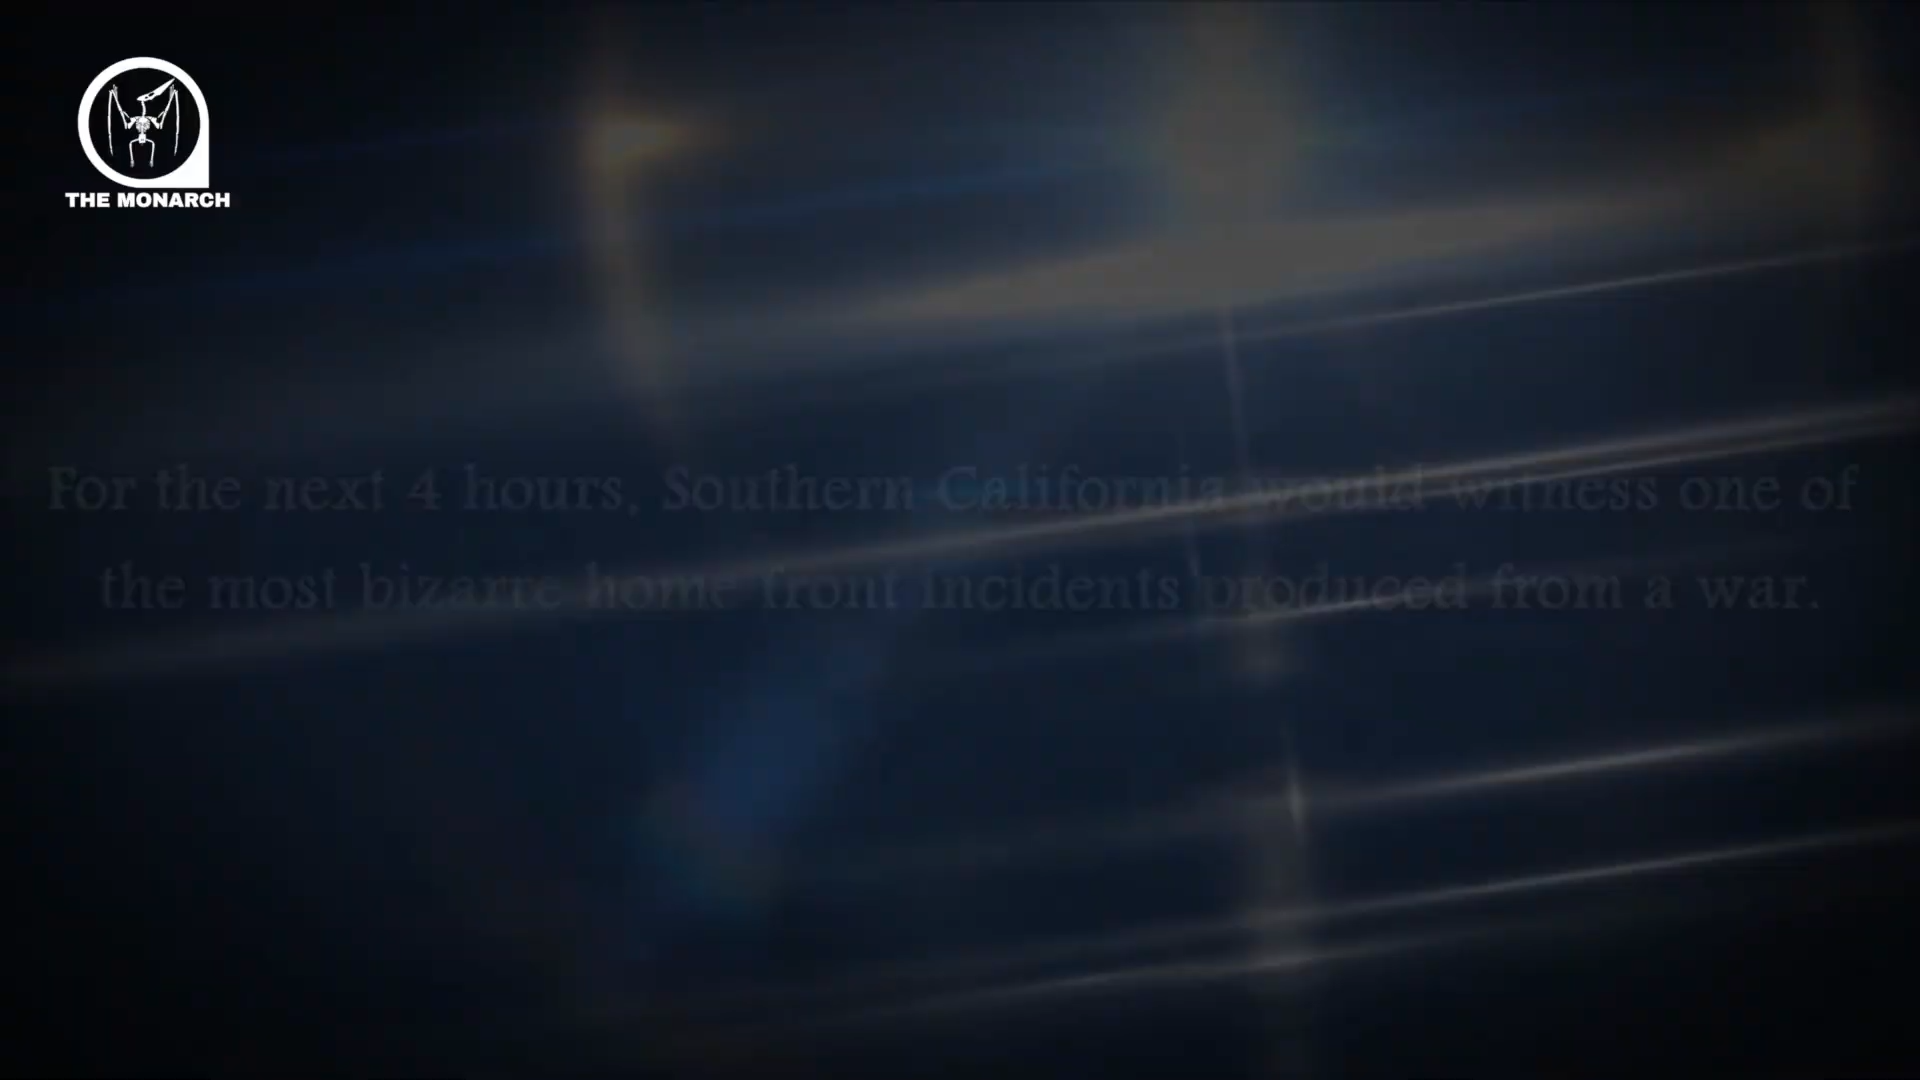 THE MONARCH
For the next 4 hours, Southern California would witness one of
the most bizarre home front incidents produced from a war.